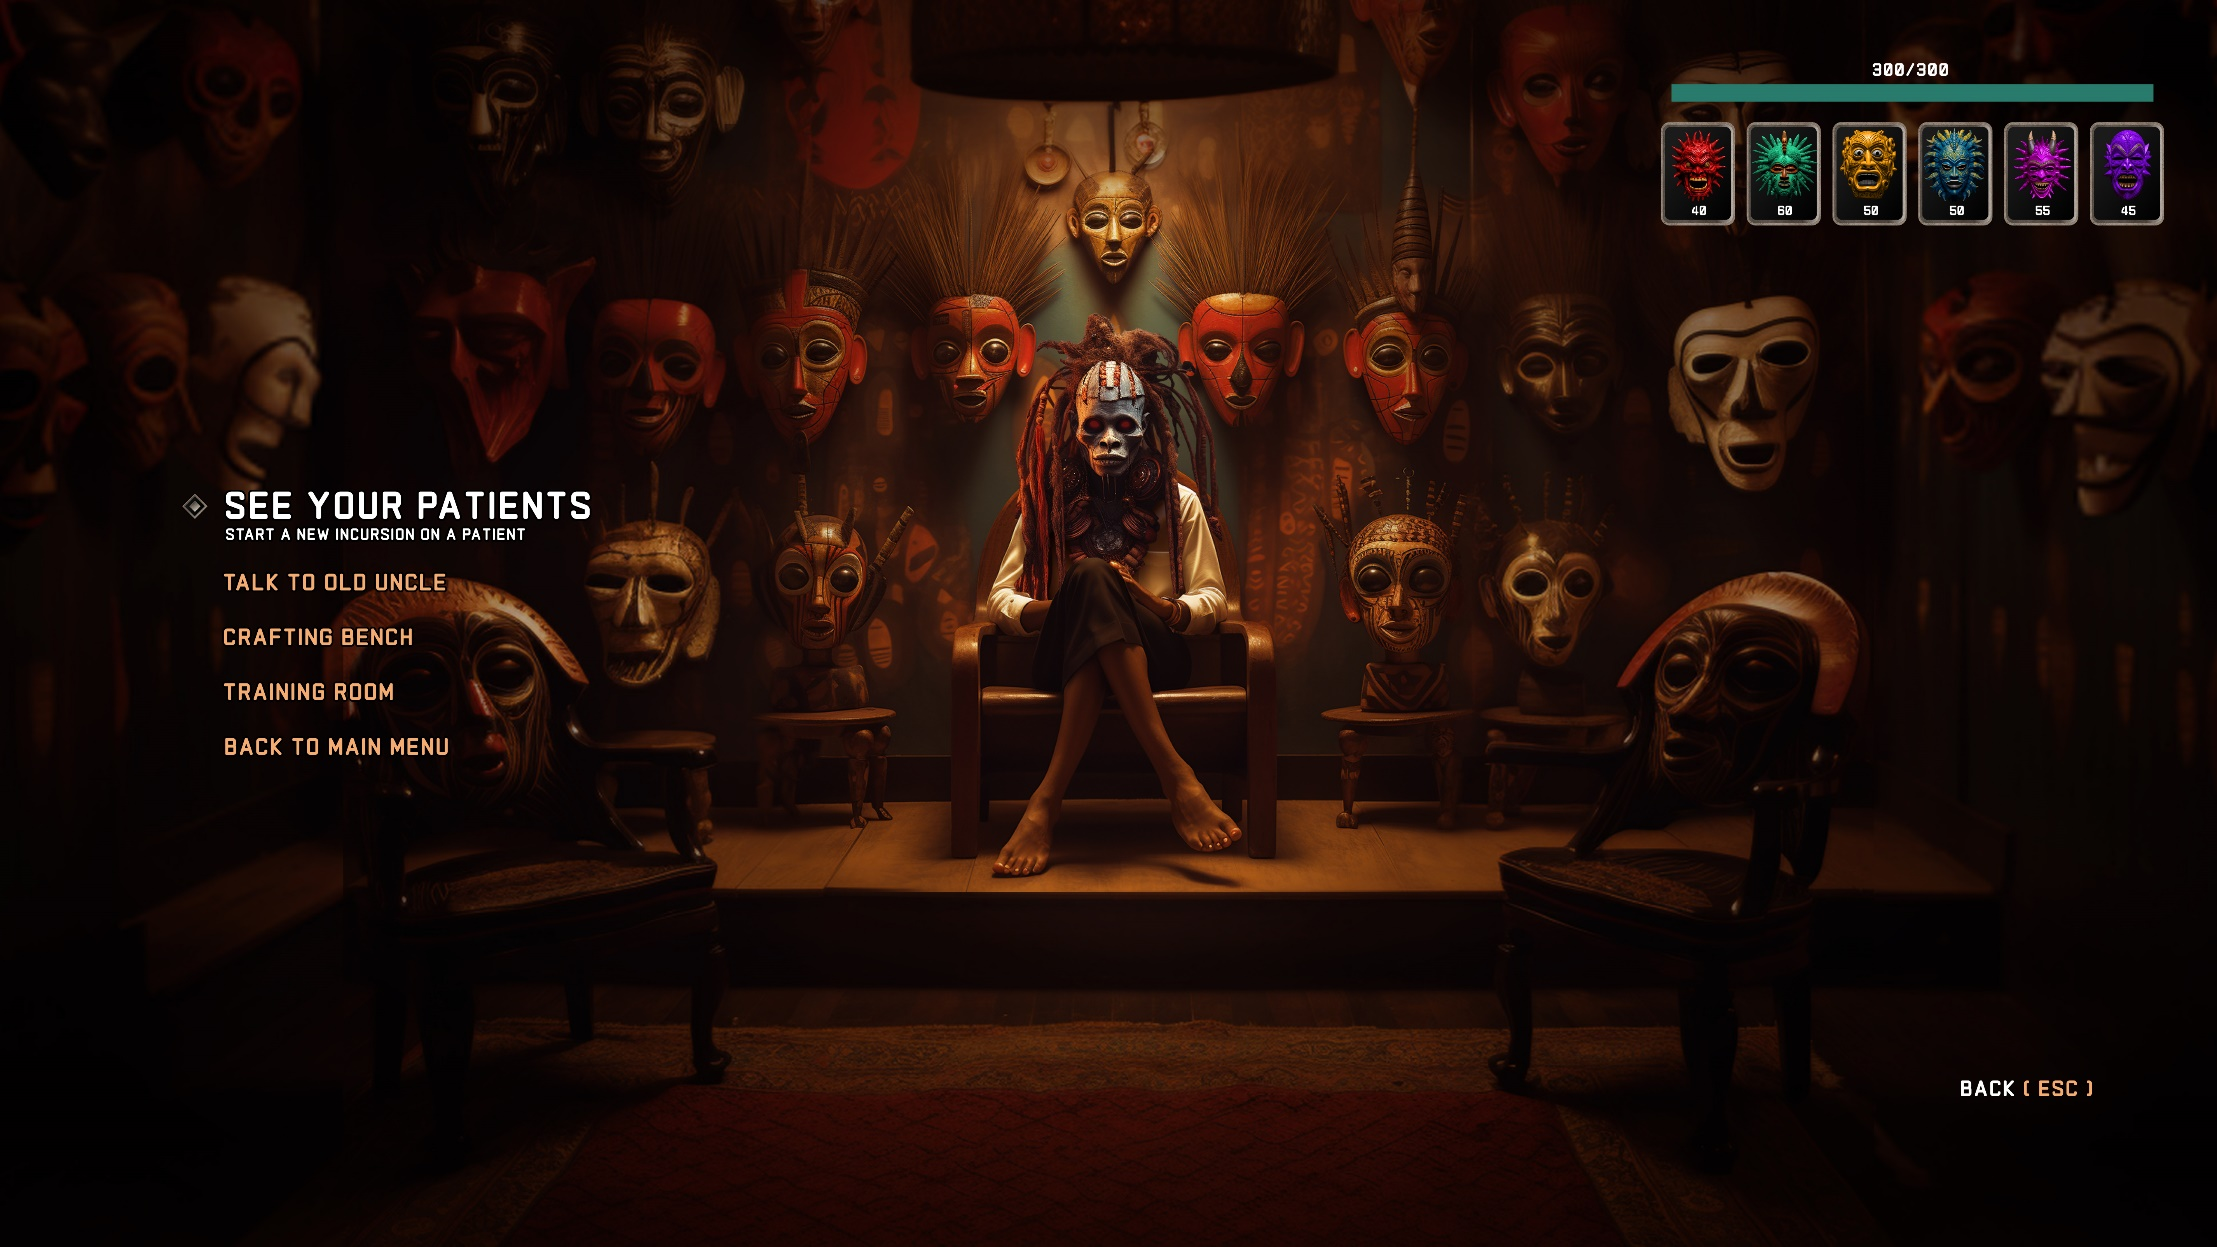 300/300
40 60 50 50 55 45
SEE YOUR PATIENTS
START A NEW INCURSION ON A PATIENT
TALK TO OLD UNCLE
CRAFTING BENCH
TRAINING ROOM
BACK TO MAIN MENU
BACK ( ESC )